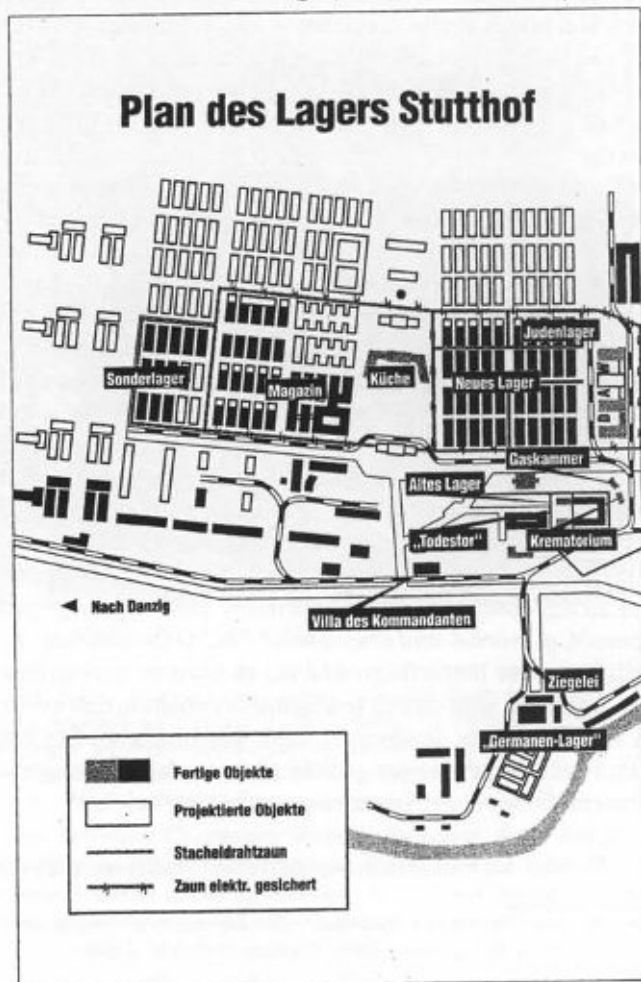 Plan des Lagers Stutthof
Judenlager
Sonderlager
Magazin
Küche
Neues Lager
D A W
Gaskammer
Altes Lager
„Todestor“
Krematorium
Nach Danzig
Villa des Kommandanten
Ziegelei
„Germanen-Lager“
Fertige Objekte
Projektierte Objekte
Stacheldrahtzaun
Zaun elektr. gesichert